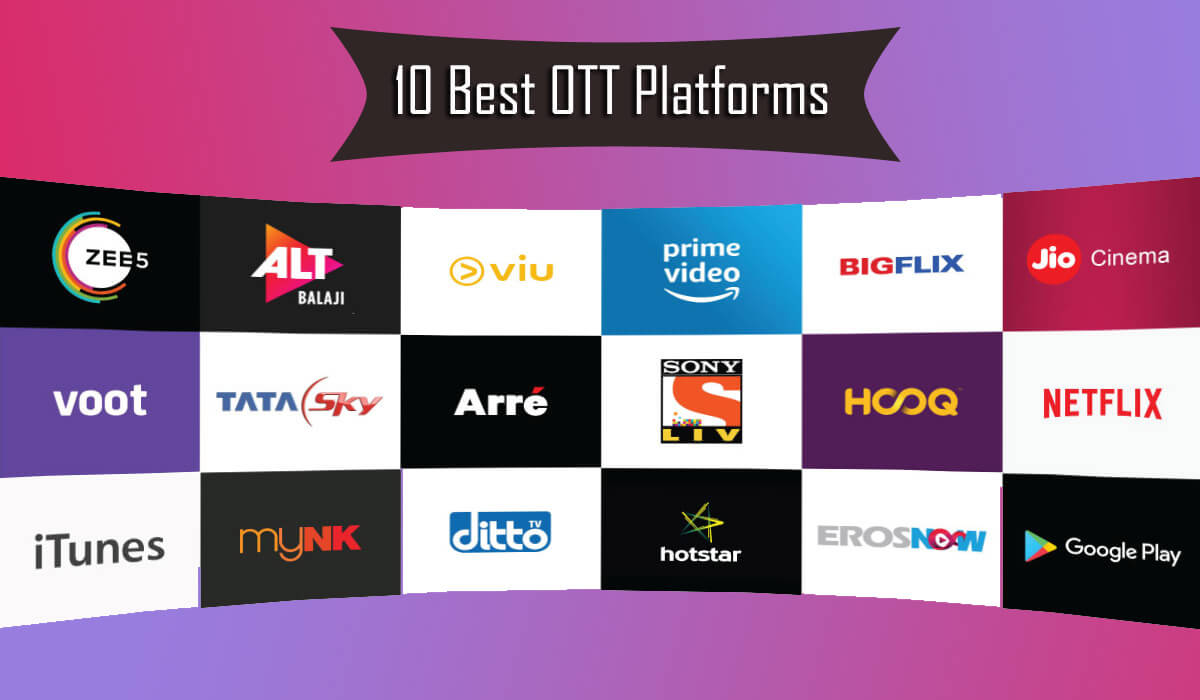 10 Best OTT Platforms
ZEE5
ALT
BALAJI
viu
prime
video
BIGFLIX
Jio Cinema
voot
TATA Sky
Arré
SONY
LIV
HOOQ
NETFLIX
iTunes
myNK
ditto TV
hotstar
EROSNOW
Google Play